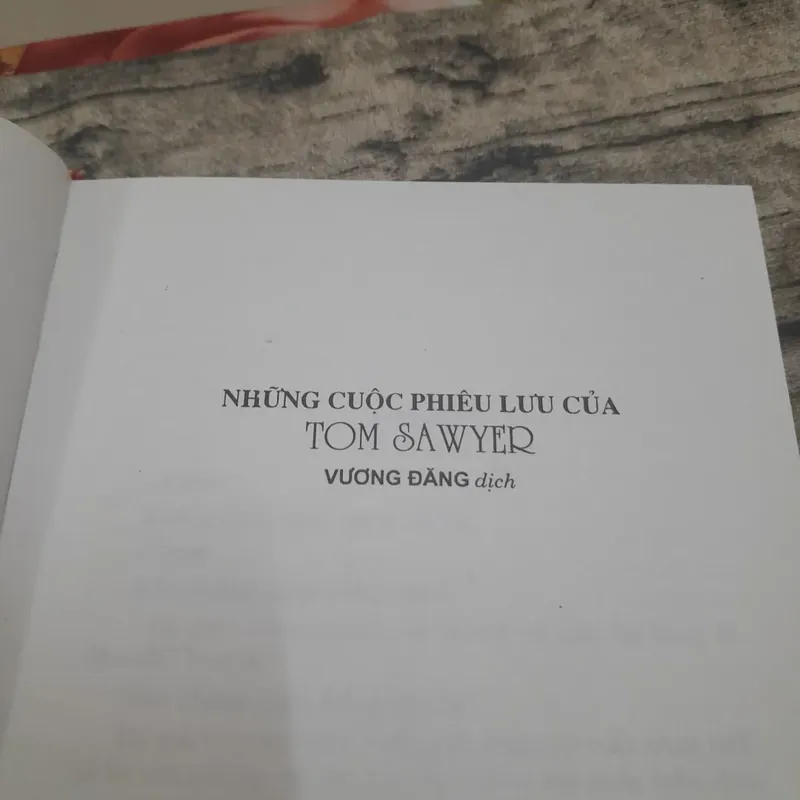 NHỮNG CUỘC PHIÊU LƯU CỦA
TOM SAWYER
VƯƠNG ĐĂNG dịch